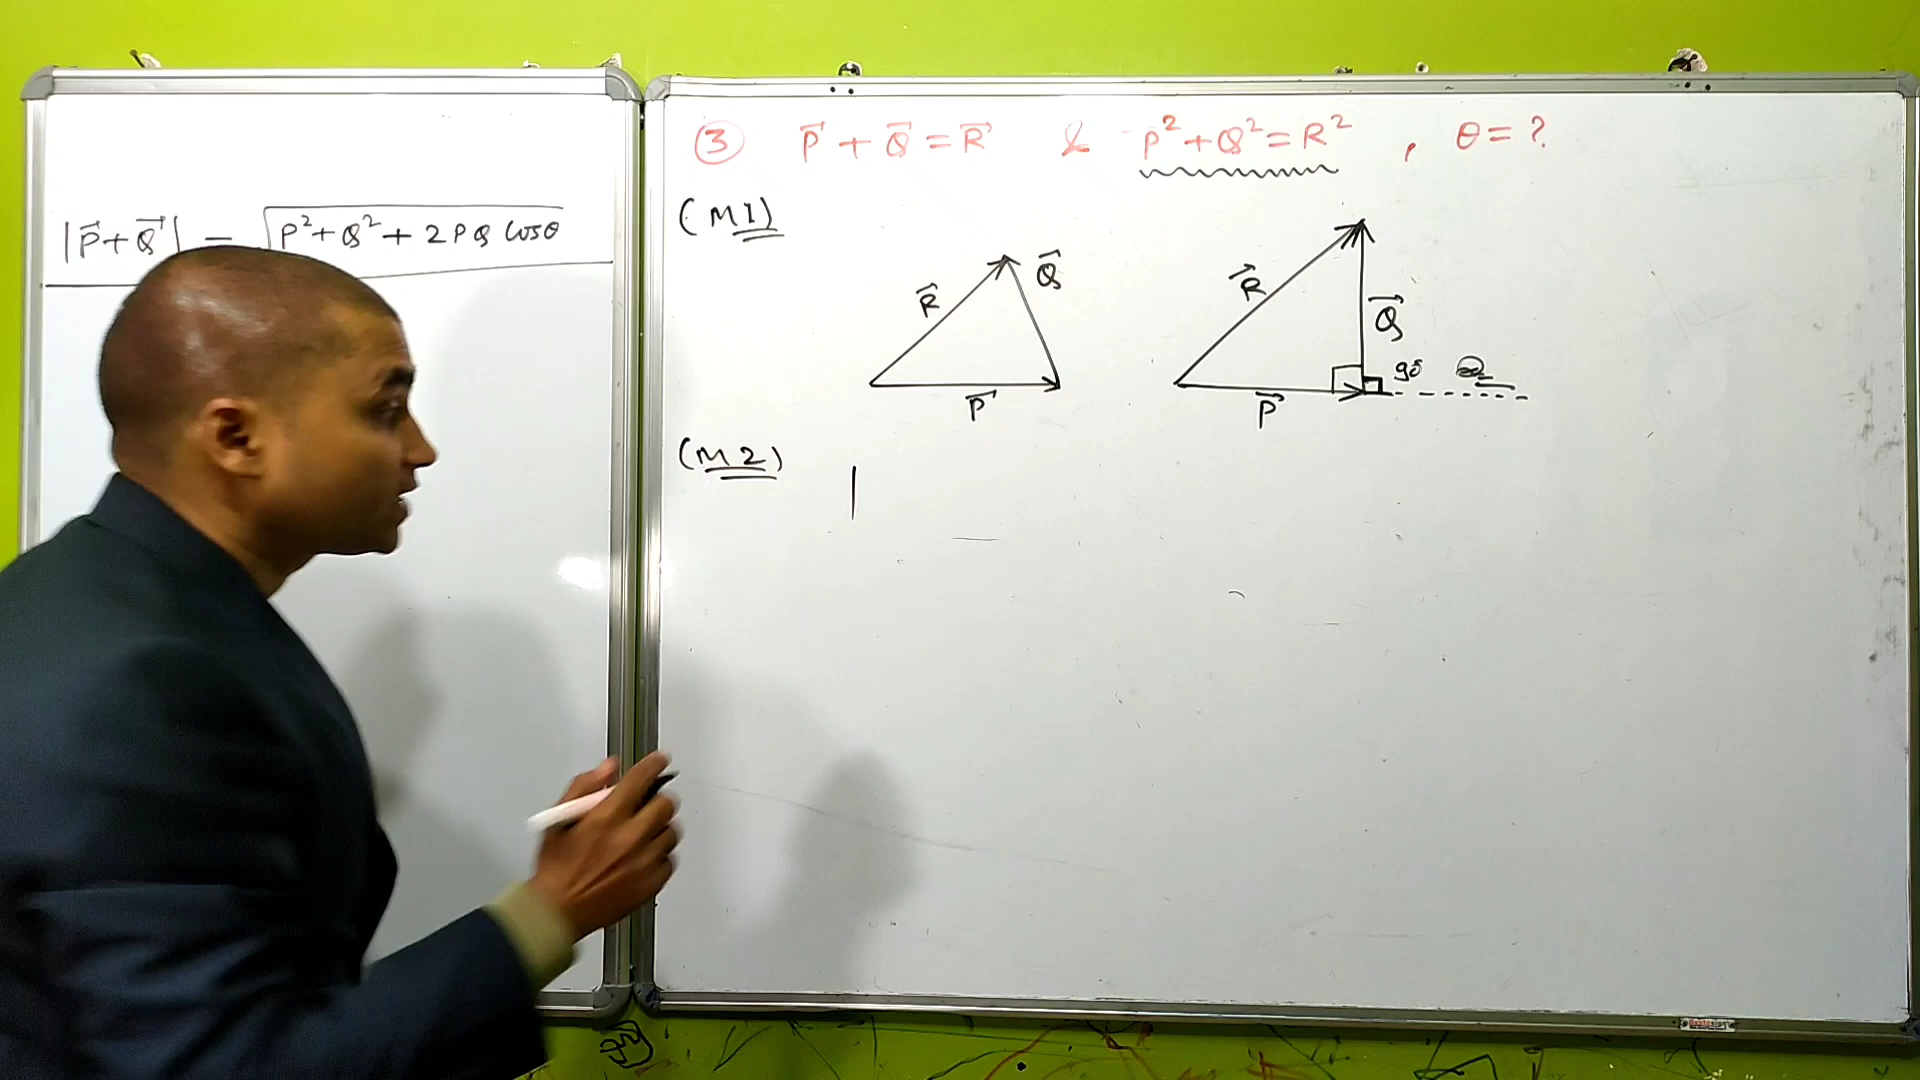 |P⃗+Q⃗| = √P²+Q²+2PQ Cosθ
③ P⃗ + Q⃗ = R⃗ & P²+Q²=R² , θ=?
(M1)
R⃗ Q⃗
P⃗
R⃗ Q⃗
90°
P⃗
(M2) |